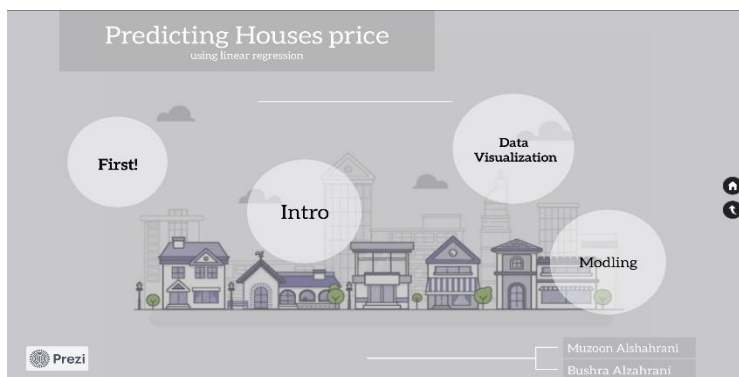 Predicting Houses price
using linear regression
First!
Intro
Data
Visualization
Modling
Prezi
Muzoon Alshahrani
Bushra Alzahrani